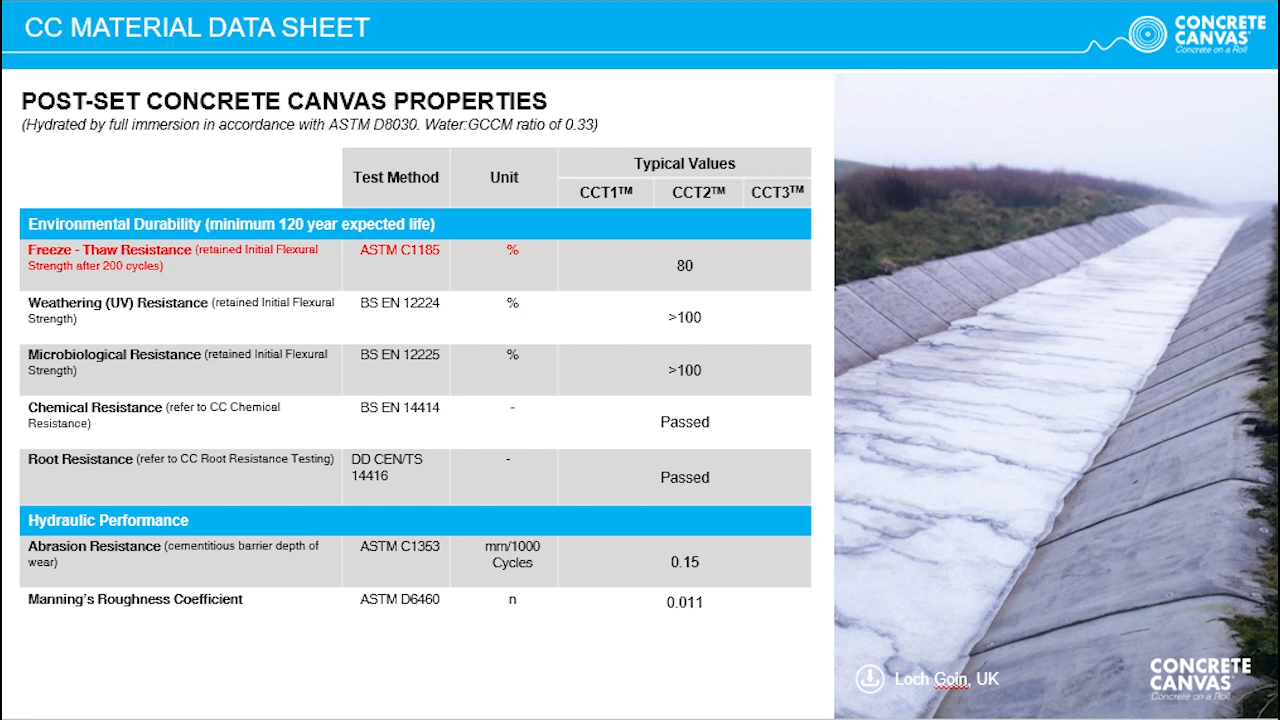 CC MATERIAL DATA SHEET
CONCRETE
CANVAS®
Concrete on a Roll
POST-SET CONCRETE CANVAS PROPERTIES
(Hydrated by full immersion in accordance with ASTM D8030. Water:GCCM ratio of 0.33)
Test Method
Unit
Typical Values
CCT1™
CCT2™
CCT3™
Environmental Durability (minimum 120 year expected life)
Freeze - Thaw Resistance (retained Initial Flexural
Strength after 200 cycles)
ASTM C1185
%
80
Weathering (UV) Resistance (retained Initial Flexural
Strength)
BS EN 12224
%
>100
Microbiological Resistance (retained Initial Flexural
Strength)
BS EN 12225
%
>100
Chemical Resistance (refer to CC Chemical
Resistance)
BS EN 14414
-
Passed
Root Resistance (refer to CC Root Resistance Testing)
DD CEN/TS
14416
-
Passed
Hydraulic Performance
Abrasion Resistance (cementitious barrier depth of
wear)
ASTM C1353
mm/1000
Cycles
0.15
Manning's Roughness Coefficient
ASTM D6460
n
0.011
Loch Goin, UK
CONCRETE
CANVAS®
Concrete on a Roll